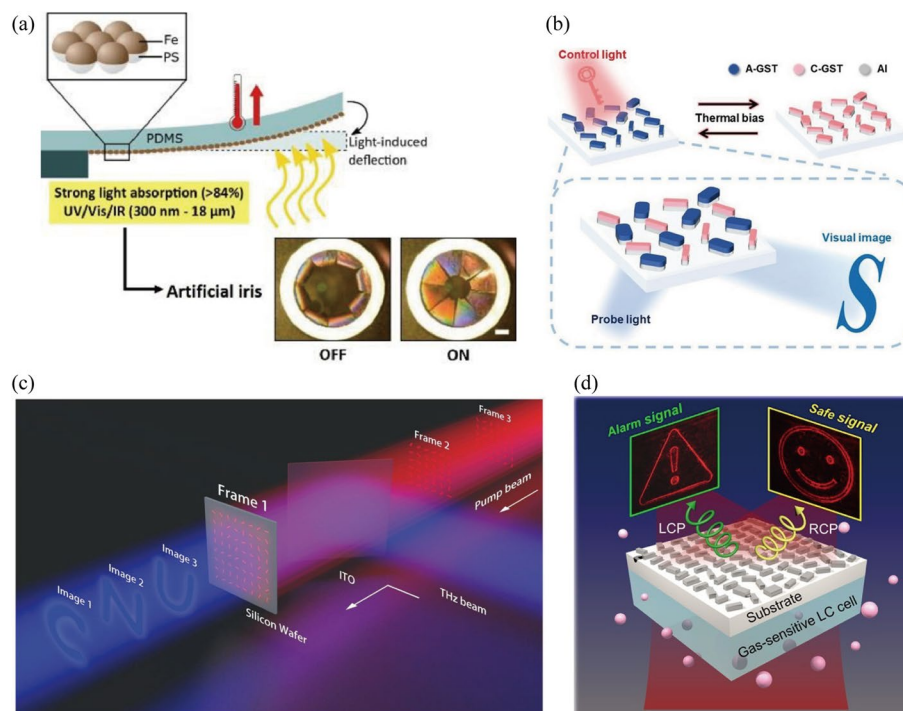 (a)
Fe
PS
PDMS
Light-induced
deflection
Strong light absorption (>84%)
UV/Vis/IR (300 nm - 18 μm)
Artificial iris
OFF
ON
(b)
Control light
A-GST
C-GST
Al
Thermal bias
Visual image
S
Probe light
(c)
Frame 3
Frame 2
Frame 1
Pump beam
Image 3
Image 2
Image 1
U
N
S
ITO
THz beam
Silicon Wafer
(d)
Alarm signal
Safe signal
!
LCP
RCP
Substrate
Gas-sensitive LC cell